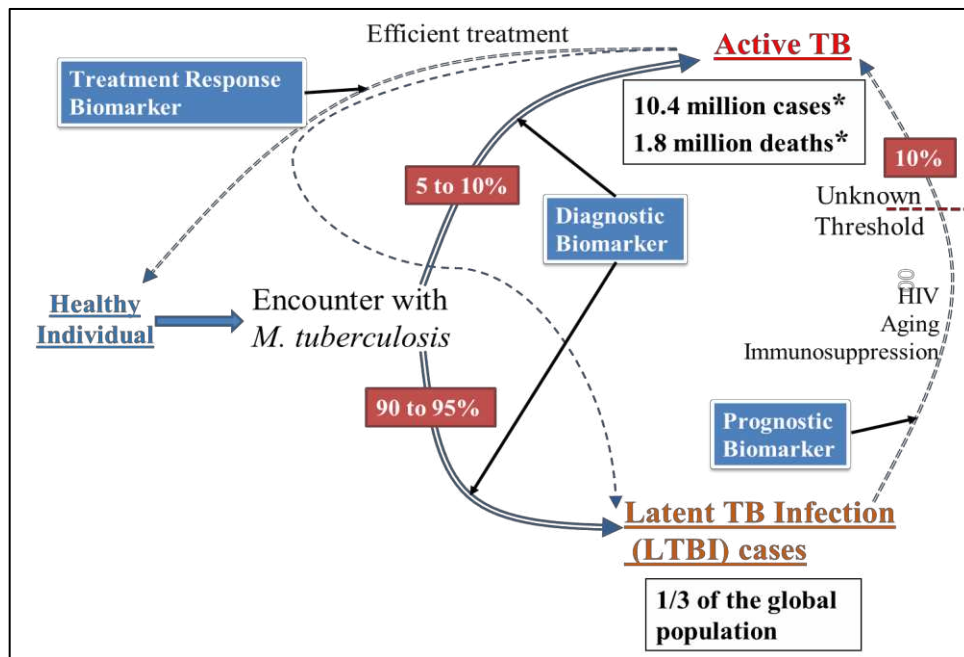 Efficient treatment
Active TB
Treatment Response
Biomarker
10.4 million cases*
1.8 million deaths*
10%
5 to 10%
Unknown
Threshold
Diagnostic
Biomarker
Healthy
Individual
Encounter with
M. tuberculosis
HIV
Aging
Immunosuppression
90 to 95%
Prognostic
Biomarker
Latent TB Infection
(LTBI) cases
1/3 of the global
population